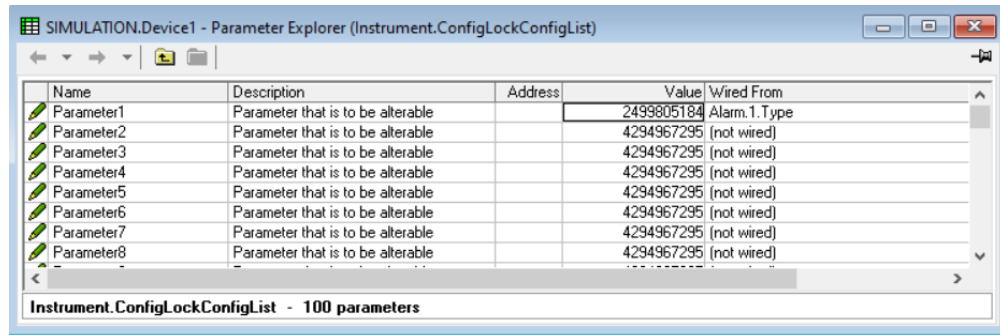 SIMULATION.Device1 - Parameter Explorer (Instrument.ConfigLockConfigList)
Name Description Address Value Wired From
Parameter1 Parameter that is to be alterable 2499805184 Alarm.1.Type
Parameter2 Parameter that is to be alterable 4294967295 (not wired)
Parameter3 Parameter that is to be alterable 4294967295 (not wired)
Parameter4 Parameter that is to be alterable 4294967295 (not wired)
Parameter5 Parameter that is to be alterable 4294967295 (not wired)
Parameter6 Parameter that is to be alterable 4294967295 (not wired)
Parameter7 Parameter that is to be alterable 4294967295 (not wired)
Parameter8 Parameter that is to be alterable 4294967295 (not wired)
Instrument.ConfigLockConfigList - 100 parameters